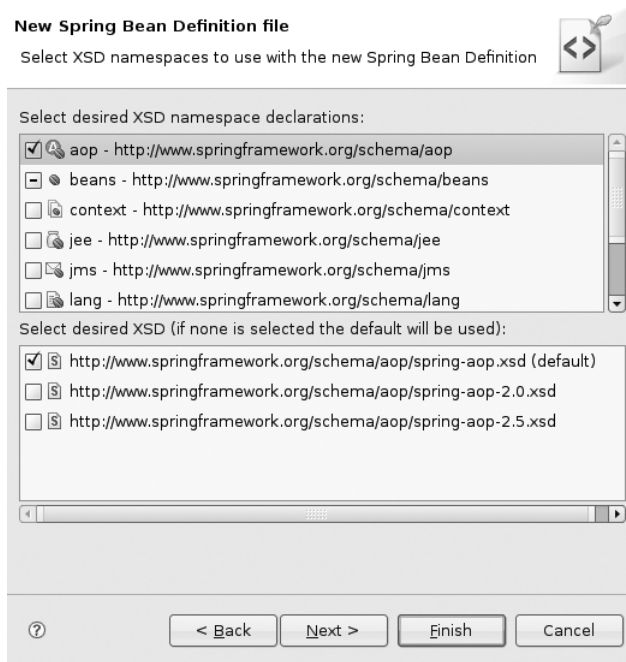 New Spring Bean Definition file
Select XSD namespaces to use with the new Spring Bean Definition
Select desired XSD namespace declarations:
aop - http://www.springframework.org/schema/aop
beans - http://www.springframework.org/schema/beans
context - http://www.springframework.org/schema/context
jee - http://www.springframework.org/schema/jee
jms - http://www.springframework.org/schema/jms
lang - http://www.springframework.org/schema/lang
Select desired XSD (if none is selected the default will be used):
http://www.springframework.org/schema/aop/spring-aop.xsd (default)
http://www.springframework.org/schema/aop/spring-aop-2.0.xsd
http://www.springframework.org/schema/aop/spring-aop-2.5.xsd
< Back Next > Finish Cancel